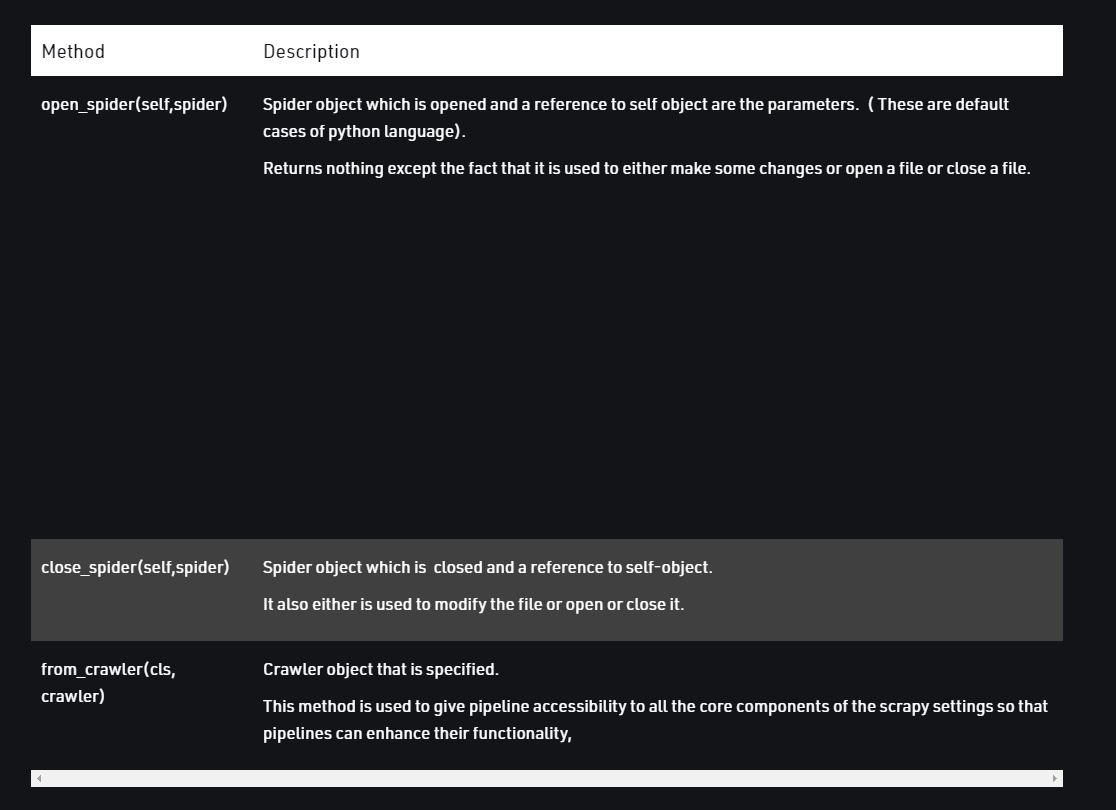 Method Description
open_spider(self,spider) Spider object which is opened and a reference to self object are the parameters.  ( These are default
cases of python language).
Returns nothing except the fact that it is used to either make some changes or open a file or close a file.
close_spider(self,spider) Spider object which is  closed and a reference to self-object.
It also either is used to modify the file or open or close it.
from_crawler(cls, Crawler object that is specified.
crawler)
This method is used to give pipeline accessibility to all the core components of the scrapy settings so that
pipelines can enhance their functionality,